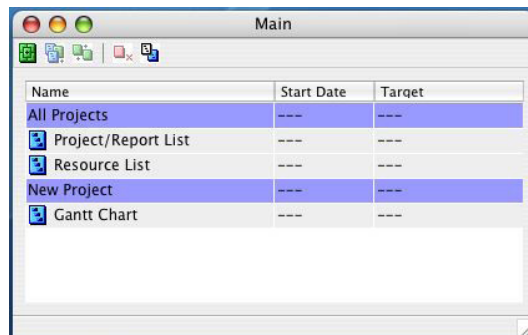 Main
Name Start Date Target
All Projects --- ---
Project/Report List --- ---
Resource List --- ---
New Project --- ---
Gantt Chart --- ---